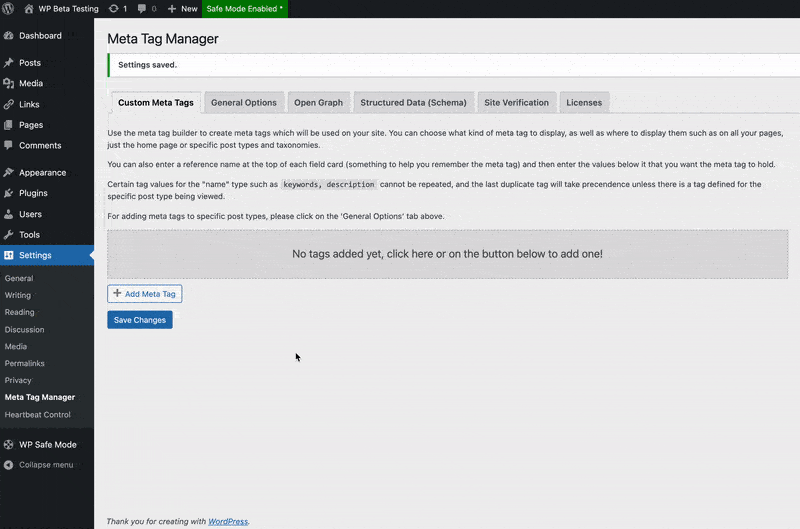 WP Beta Testing 1 0 New Safe Mode Enabled *
Dashboard
Posts
Media
Links
Pages
Comments
Appearance
Plugins
Users
Tools
Settings
General
Writing
Reading
Discussion
Media
Permalinks
Privacy
Meta Tag Manager
Heartbeat Control
WP Safe Mode
Collapse menu
Meta Tag Manager
Settings saved.
Custom Meta Tags General Options Open Graph Structured Data (Schema) Site Verification Licenses
Use the meta tag builder to create meta tags which will be used on your site. You can choose what kind of meta tag to display, as well as where to display them such as on all your pages,
just the home page or specific post types and taxonomies.
You can also enter a reference name at the top of each field card (something to help you remember the meta tag) and then enter the values below it that you want the meta tag to hold.
Certain tag values for the "name" type such as keywords, description cannot be repeated, and the last duplicate tag will take precendence unless there is a tag defined for the
specific post type being viewed.
For adding meta tags to specific post types, please click on the 'General Options' tab above.
No tags added yet, click here or on the button below to add one!
Add Meta Tag
Save Changes
Thank you for creating with WordPress.